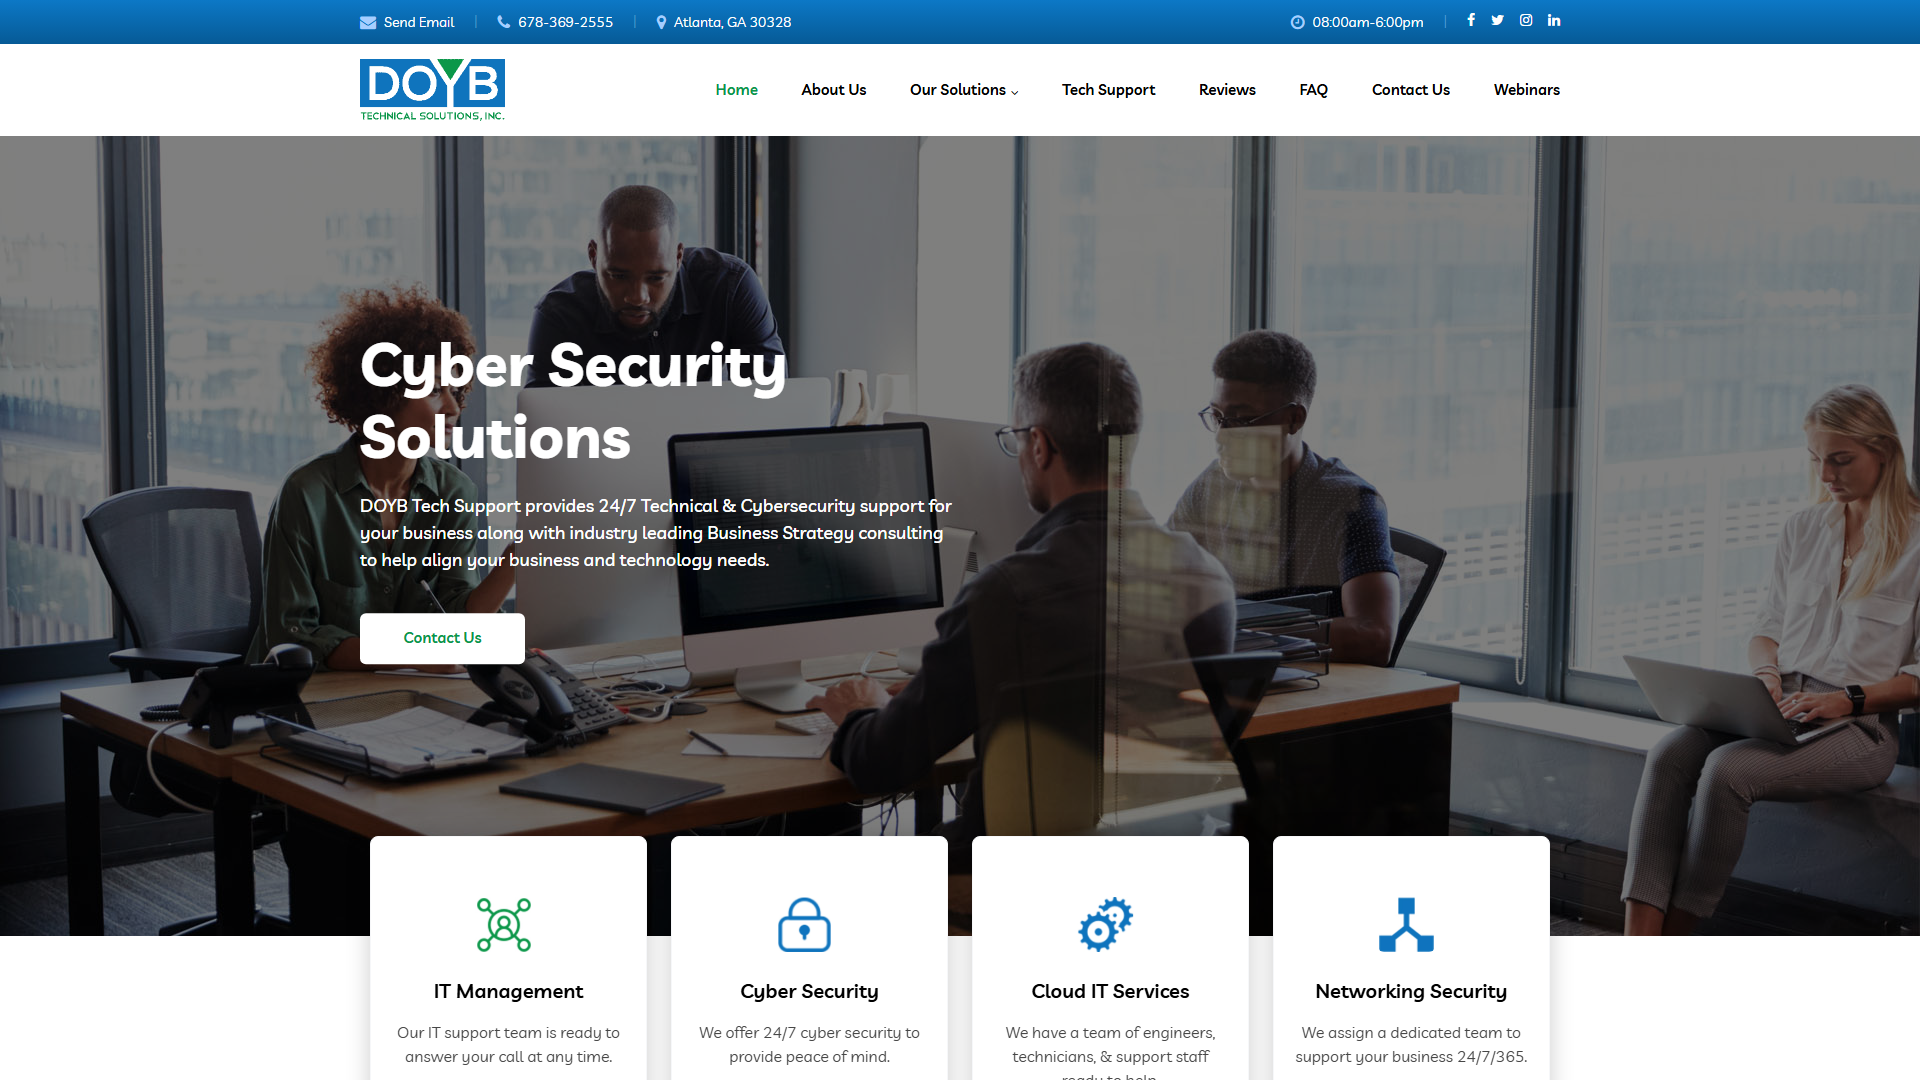 Send Email
678-369-2555
Atlanta, GA 30328
08:00am-6:00pm
DOYB
TECHNICAL SOLUTIONS, INC.
Home
About Us
Our Solutions
Tech Support
Reviews
FAQ
Contact Us
Webinars
Cyber Security
Solutions
DOYB Tech Support provides 24/7 Technical & Cybersecurity support for
your business along with industry leading Business Strategy consulting
to help align your business and technology needs.
Contact Us
IT Management
Our IT support team is ready to
answer your call at any time.
Cyber Security
We offer 24/7 cyber security to
provide peace of mind.
Cloud IT Services
We have a team of engineers,
technicians, & support staff
ready to help.
Networking Security
We assign a dedicated team to
support your business 24/7/365.